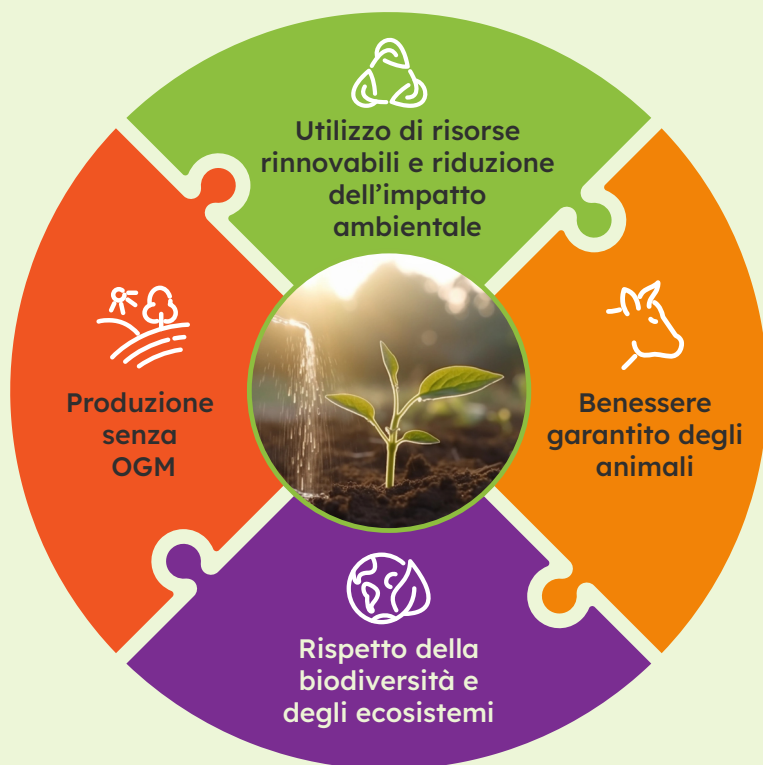 Utilizzo di risorse
rinnovabili e riduzione
dell’impatto
ambientale
Produzione
senza
OGM
Benessere
garantito degli
animali
Rispetto della
biodiversità e
degli ecosistemi